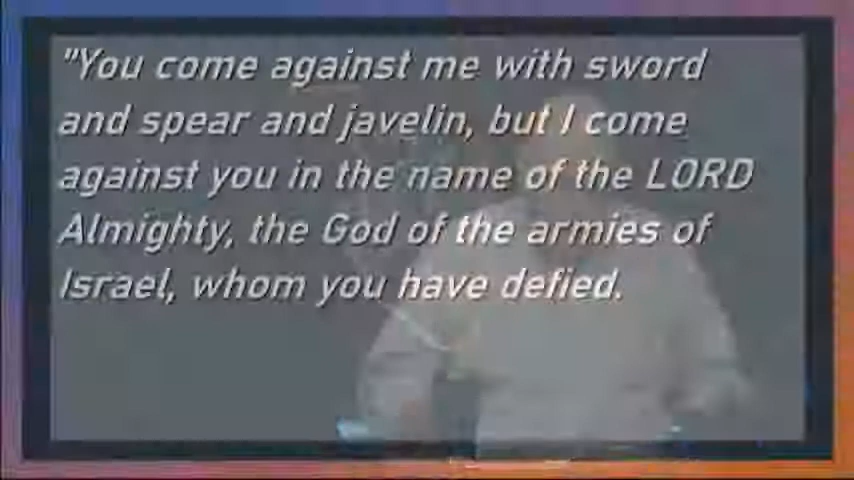 "You come against me with sword
and spear and javelin, but I come
against you in the name of the LORD
Almighty, the God of the armies of
Israel, whom you have defied.